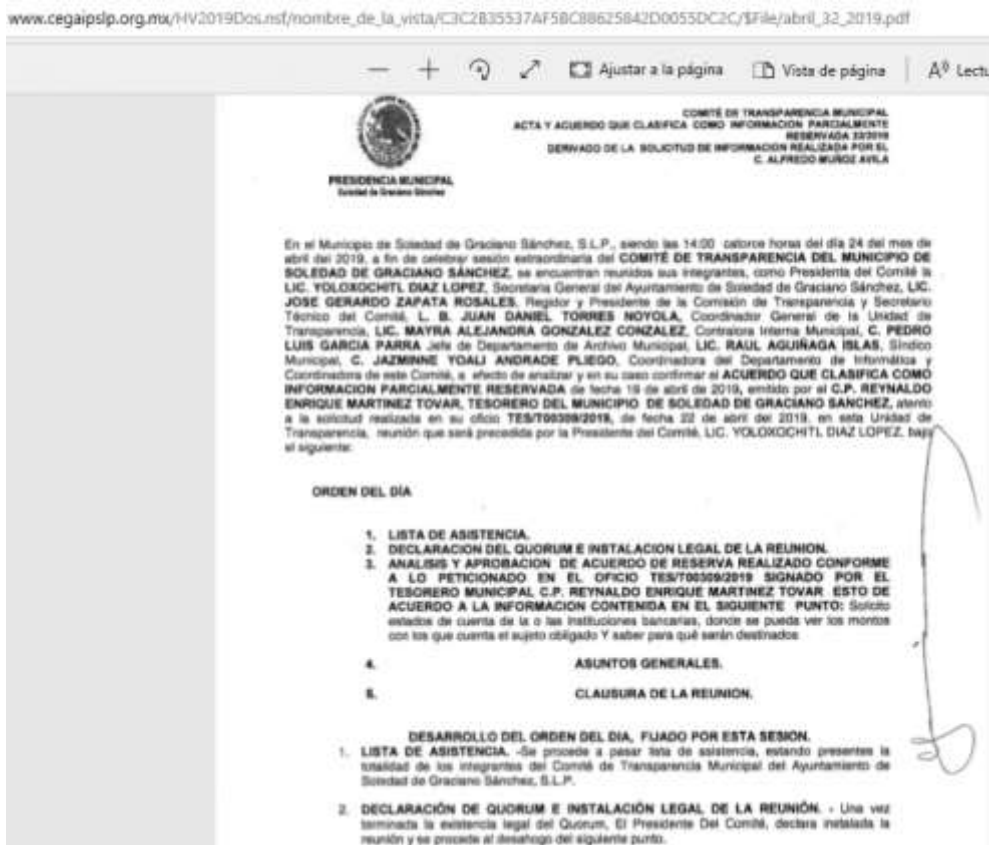 www.cegaipslp.org.mx/HV2019Dos.nsf/nombre_de_la_vista/C3C2B35537AF5BC88625842D0055DC2C/$File/abril_32_2019.pdf
Ajustar a la página
Vista de página
Lectu
COMITÉ DE TRANSPARENCIA MUNICIPAL
ACTA Y ACUERDO QUE CLASIFICA COMO INFORMACION PARCIALMENTE
RESERVADA 32/2019
DERIVADO DE LA SOLICITUD DE INFORMACIÓN REALIZADA POR EL
C. ALFREDO MUÑOZ AVILA
PRESIDENCIA MUNICIPAL
Soledad de Graciano Sánchez
En el Municipio de Soledad de Graciano Sánchez, S.L.P., siendo las 14:00 catorce horas del día 24 del mes de
abril del 2019, a fin de celebrar sesión extraordinaria del COMITÉ DE TRANSPARENCIA DEL MUNICIPIO DE
SOLEDAD DE GRACIANO SÁNCHEZ, se encuentran reunidos sus integrantes, como Presidenta del Comité la
LIC. YOLOXOCHITL DIAZ LOPEZ, Secretaria General del Ayuntamiento de Soledad de Graciano Sánchez, LIC.
JOSE GERARDO ZAPATA ROSALES, Regidor y Presidente de la Comisión de Transparencia y Secretario
Técnico del Comité, L. B. JUAN DANIEL TORRES NOYOLA, Coordinador General de la Unidad de
Transparencia, LIC. MAYRA ALEJANDRA GONZALEZ CONZALEZ, Contralora Interna Municipal, C. PEDRO
LUIS GARCIA PARRA Jefe de Departamento de Archivo Municipal, LIC. RAUL AGUIÑAGA ISLAS, Síndico
Municipal, C. JAZMINNE YOALI ANDRADE PLIEGO, Coordinadora del Departamento de Informática y
Coordinadora de este Comité, a efecto de analizar y en su caso confirmar el ACUERDO QUE CLASIFICA COMO
INFORMACION PARCIALMENTE RESERVADA de fecha 19 de abril de 2019, emitido por el C.P. REYNALDO
ENRIQUE MARTINEZ TOVAR, TESORERO DEL MUNICIPIO DE SOLEDAD DE GRACIANO SANCHEZ, atento
a la solicitud realizada en su oficio TES/T00309/2019, de fecha 22 de abril del 2019, en esta Unidad de
Transparencia, reunión que será precedida por la Presidente del Comité, LIC. YOLOXOCHITL DIAZ LOPEZ, bajo
el siguiente:
ORDEN DEL DÍA
1. LISTA DE ASISTENCIA.
2. DECLARACION DEL QUORUM E INSTALACION LEGAL DE LA REUNION.
3. ANALISIS Y APROBACION DE ACUERDO DE RESERVA REALIZADO CONFORME
A LO PETICIONADO EN EL OFICIO TES/T00309/2019 SIGNADO POR EL
TESORERO MUNICIPAL C.P. REYNALDO ENRIQUE MARTINEZ TOVAR ESTO DE
ACUERDO A LA INFORMACION CONTENIDA EN EL SIGUIENTE PUNTO: Solicito
estados de cuenta de la o las Instituciones bancarias, donde se pueda ver los montos
con los que cuenta el sujeto obligado Y saber para qué serán destinados
4. ASUNTOS GENERALES.
5. CLAUSURA DE LA REUNION.
DESARROLLO DEL ORDEN DEL DIA, FIJADO POR ESTA SESION.
1. LISTA DE ASISTENCIA. -Se procede a pasar lista de asistencia, estando presentes la
totalidad de los integrantes del Comité de Transparencia Municipal del Ayuntamiento de
Soledad de Graciano Sánchez, S.L.P.
2. DECLARACIÓN DE QUORUM E INSTALACIÓN LEGAL DE LA REUNIÓN. - Una vez
terminada la existencia legal del Quorum, El Presidente Del Comité, declara instalada la
reunión y se procede al desahogo del siguiente punto.